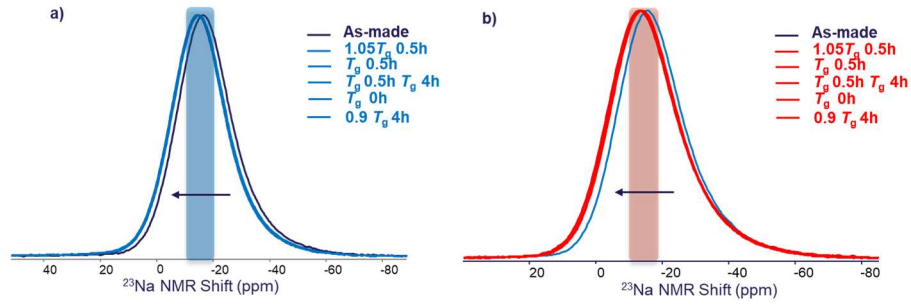 a)
As-made
1.05Tg 0.5h
Tg 0.5h
Tg 0.5h Tg 4h
Tg 0h
0.9 Tg 4h
40 20 0 -20 -40 -60 -80
²³Na NMR Shift (ppm)
b)
As-made
1.05Tg 0.5h
Tg 0.5h
Tg 0.5h Tg 4h
Tg 0h
0.9 Tg 4h
20 0 -20 -40 -60 -80
²³Na NMR Shift (ppm)